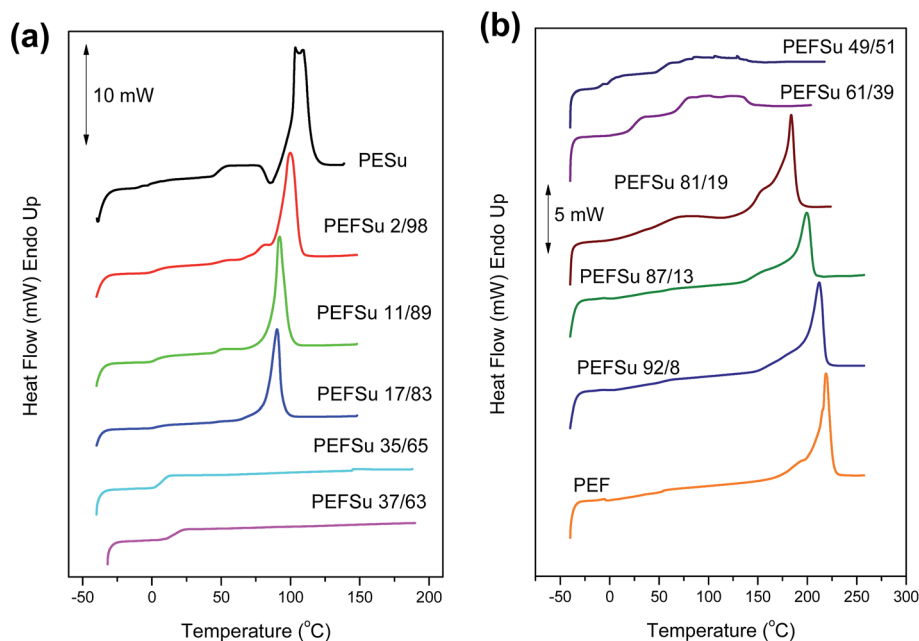 (a)
10 mW
PESu
PEFSu 2/98
PEFSu 11/89
PEFSu 17/83
PEFSu 35/65
PEFSu 37/63
Heat Flow (mW) Endo Up
-50 0 50 100 150 200
Temperature (°C)
(b)
PEFSu 49/51
PEFSu 61/39
PEFSu 81/19
5 mW
PEFSu 87/13
PEFSu 92/8
PEF
Heat Flow (mW) Endo Up
-50 0 50 100 150 200 250 300
Temperature (°C)